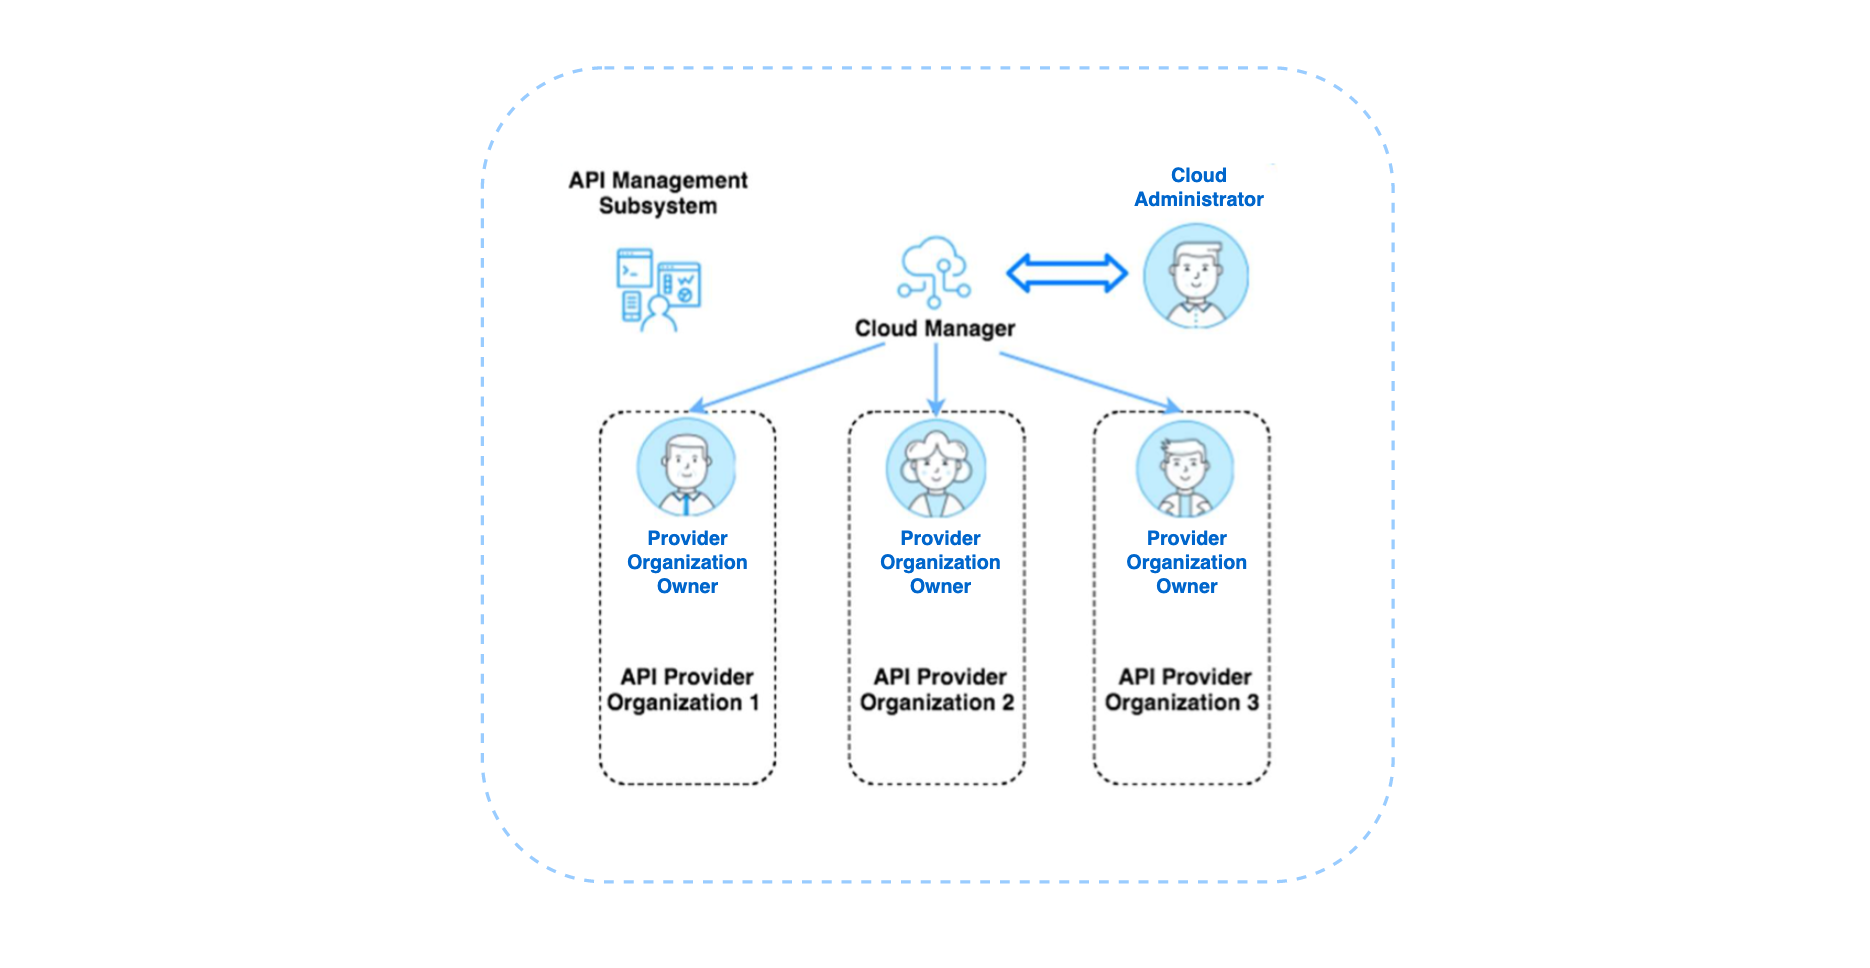 API Management
Subsystem
Cloud
Administrator
Cloud Manager
Provider
Organization
Owner
API Provider
Organization 1
Provider
Organization
Owner
API Provider
Organization 2
Provider
Organization
Owner
API Provider
Organization 3